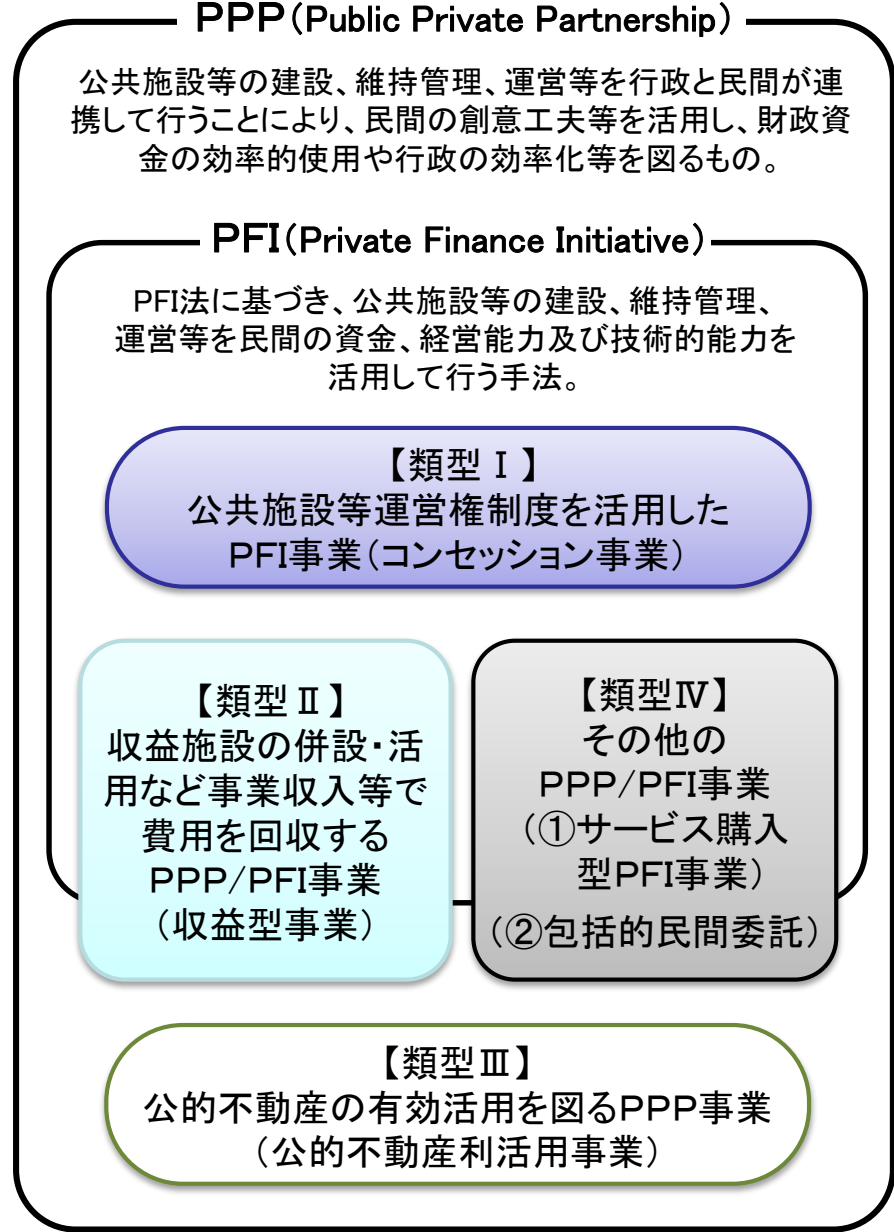 PPP(Public Private Partnership)
公共施設等の建設、維持管理、運営等を行政と民間が連
携して行うことにより、民間の創意工夫等を活用し、財政資
金の効率的使用や行政の効率化等を図るもの。
PFI(Private Finance Initiative)
PFI法に基づき、公共施設等の建設、維持管理、
運営等を民間の資金、経営能力及び技術的能力を
活用して行う手法。
【類型Ⅰ】
公共施設等運営権制度を活用した
PFI事業(コンセッション事業)
【類型Ⅱ】
収益施設の併設・活
用など事業収入等で
費用を回収する
PPP/PFI事業
(収益型事業)
【類型Ⅳ】
その他の
PPP/PFI事業
(①サービス購入
型PFI事業)
(②包括的民間委託)
【類型Ⅲ】
公的不動産の有効活用を図るPPP事業
(公的不動産利活用事業)